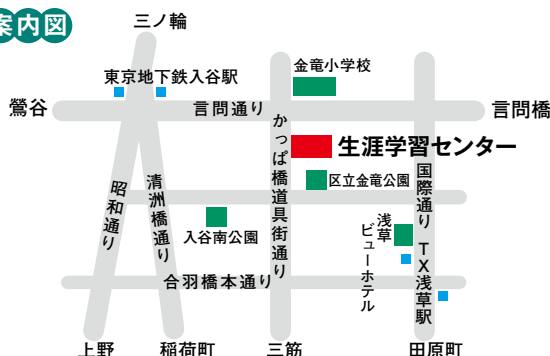 案内図
三ノ輪
金竜小学校
東京地下鉄入谷駅
鶯谷
言問通り
言問橋
かっぱ橋道具街通り
生涯学習センター
区立金竜公園
昭和通り
清洲橋通り
国際通り
入谷南公園
浅草
ビューホテル
TX浅草駅
合羽橋本通り
上野
稲荷町
三筋
田原町